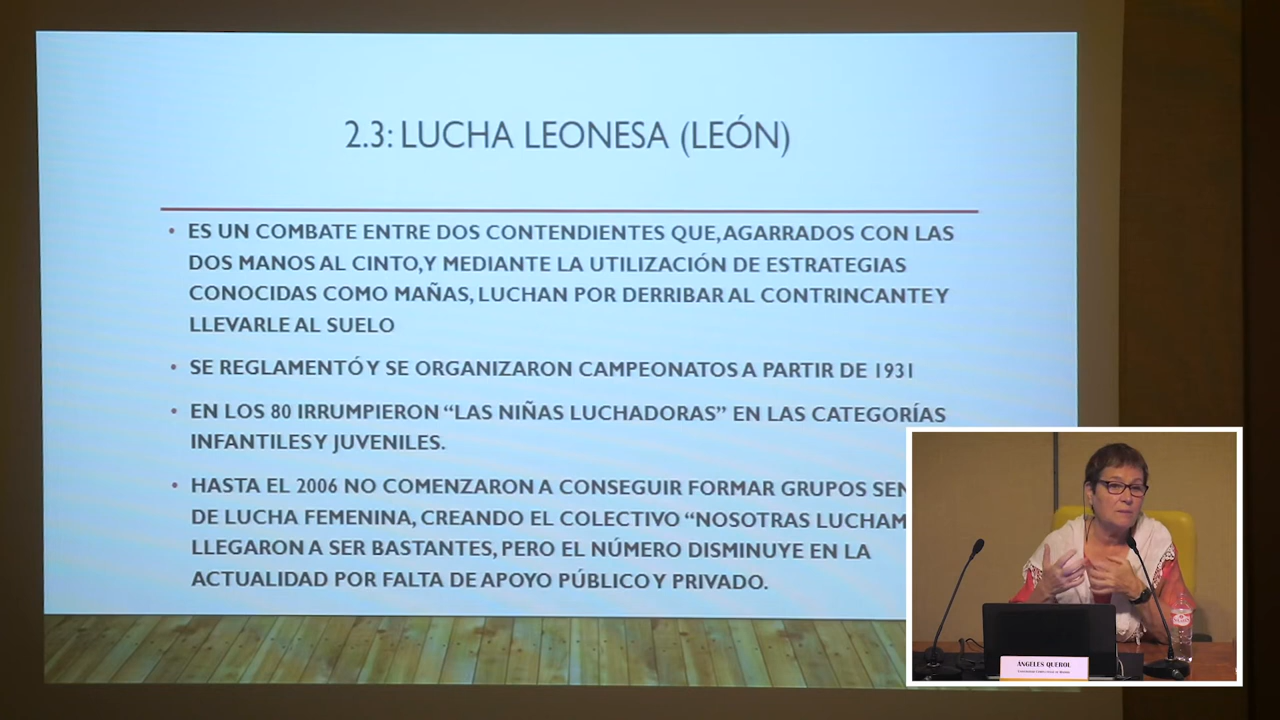 2.3: LUCHA LEONESA (LEÓN)
• ES UN COMBATE ENTRE DOS CONTENDIENTES QUE, AGARRADOS CON LAS
DOS MANOS AL CINTO, Y MEDIANTE LA UTILIZACIÓN DE ESTRATEGIAS
CONOCIDAS COMO MAÑAS, LUCHAN POR DERRIBAR AL CONTRINCANTE Y
LLEVARLE AL SUELO
• SE REGLAMENTÓ Y SE ORGANIZARON CAMPEONATOS A PARTIR DE 1931
• EN LOS 80 IRRUMPIERON “LAS NIÑAS LUCHADORAS” EN LAS CATEGORÍAS
INFANTILES Y JUVENILES.
• HASTA EL 2006 NO COMENZARON A CONSEGUIR FORMAR GRUPOS SEN
DE LUCHA FEMENINA, CREANDO EL COLECTIVO “NOSOTRAS LUCHAM
LLEGARON A SER BASTANTES, PERO EL NÚMERO DISMINUYE EN LA
ACTUALIDAD POR FALTA DE APOYO PÚBLICO Y PRIVADO.
ÁNGELES QUEROL